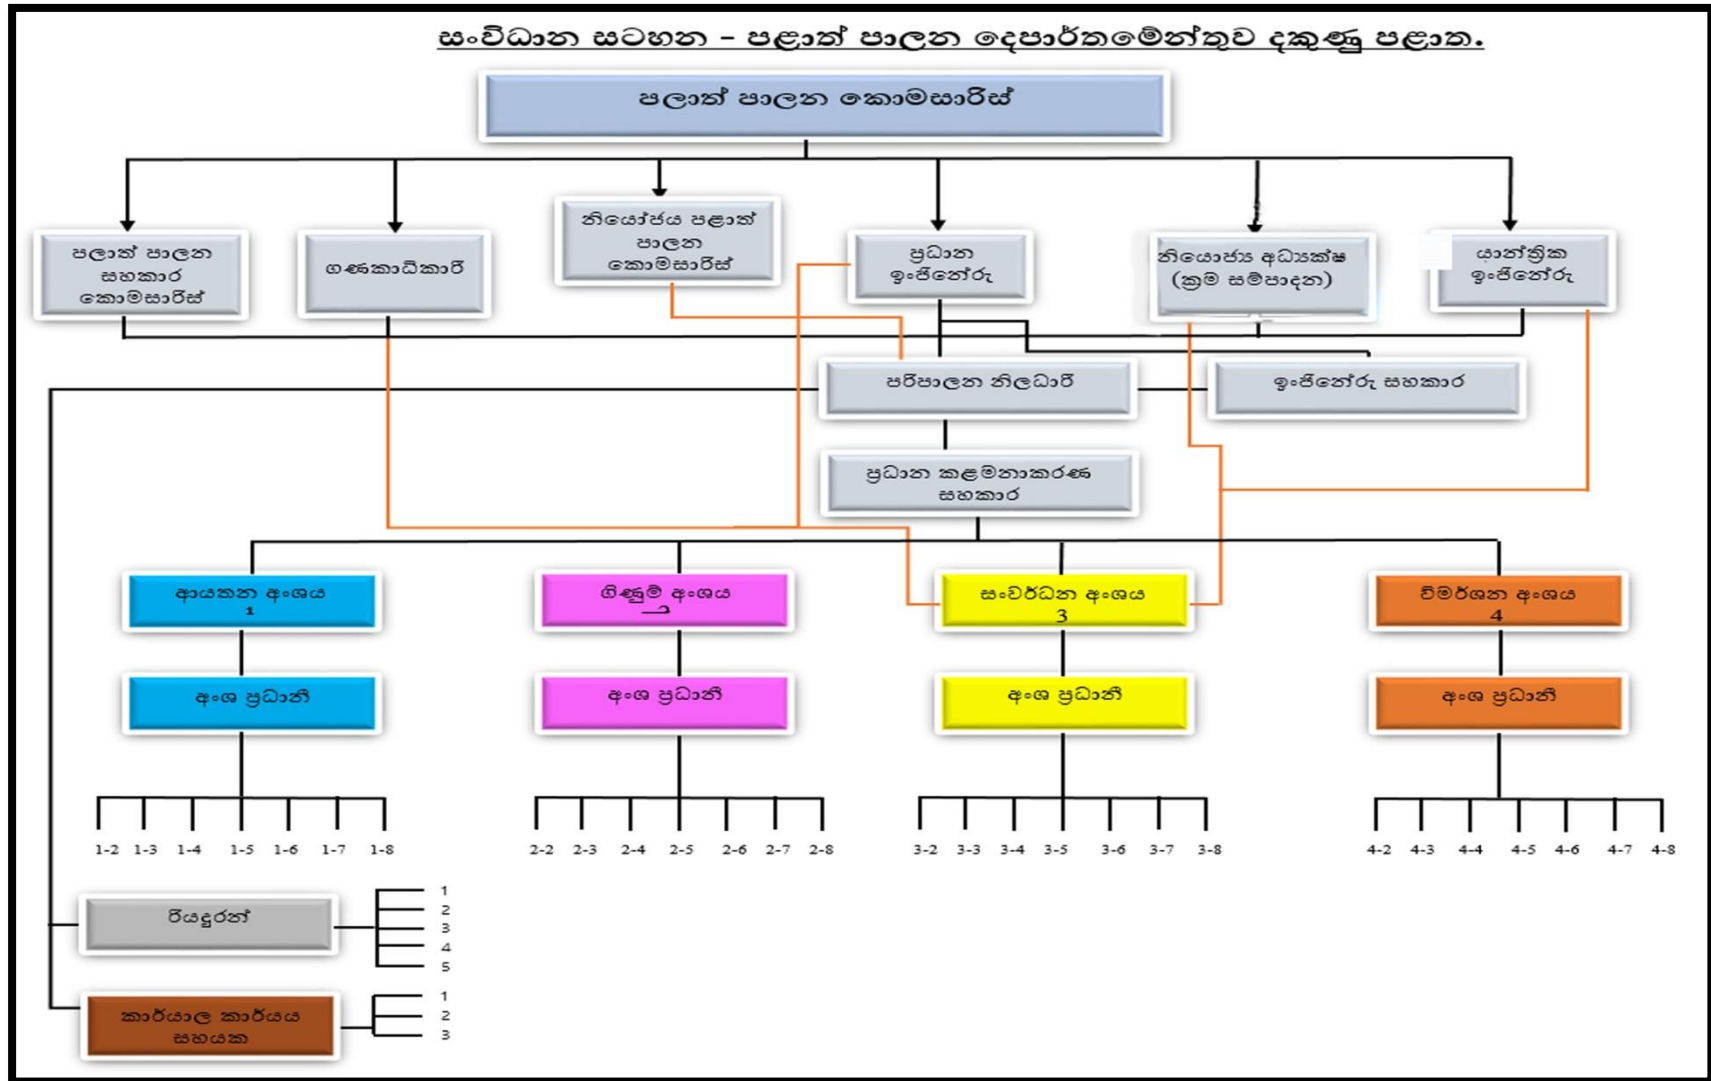 සංවිධාන සටහන – පළාත් පාලන දෙපාර්තමේන්තුව දකුණු පළාත.
පලාත් පාලන කොමසාරිස්
පලාත් පාලන
සහකාර
කොමසාරිස්
ගණකාධිකාරී
නියෝජය පළාත්
පාලන
කොමසාරිස්
ප්‍රධාන
ඉංජිනේරු
නියොජ්‍ය අධ්‍යක්ෂ
(ක්‍රම සම්පාදන)
යාන්ත්‍රික
ඉංජිනේරු
පරිපාලන නිලධාරී
ඉංජිනේරු සහකාර
ප්‍රධාන කළමනාකරණ
සහකාර
ආයතන අංශය
1
ගිණුම් අංශය
2
සංවර්ධන අංශය
3
විමර්ශන අංශය
4
අංශ ප්‍රධානී
අංශ ප්‍රධානී
අංශ ප්‍රධානී
අංශ ප්‍රධානී
1-2 1-3 1-4 1-5 1-6 1-7 1-8
2-2 2-3 2-4 2-5 2-6 2-7 2-8
3-2 3-3 3-4 3-5 3-6 3-7 3-8
4-2 4-3 4-4 4-5 4-6 4-7 4-8
රියදුරන්
1
2
3
4
5
කාර්යාල කාර්යය
සහයක
1
2
3